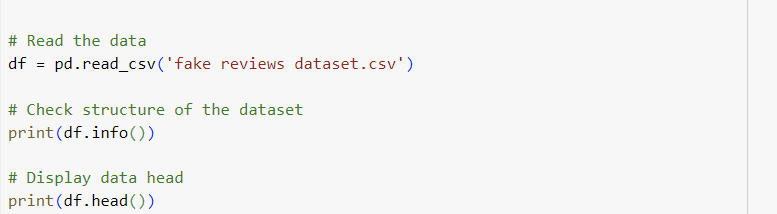 # Read the data
df = pd.read_csv('fake reviews dataset.csv')
# Check structure of the dataset
print(df.info())
# Display data head
print(df.head())